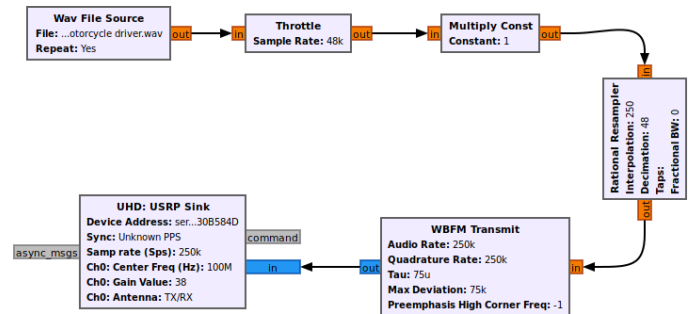 Wav File Source
File: ...otorcycle driver.wav
Repeat: Yes
out
in
Throttle
Sample Rate: 48k
out
in
Multiply Const
Constant: 1
out
in
Rational Resampler
Interpolation: 250
Decimation: 48
Taps:
Fractional BW: 0
out
UHD: USRP Sink
Device Address: ser...30B584D
Sync: Unknown PPS
Samp rate (Sps): 250k
Ch0: Center Freq (Hz): 100M
Ch0: Gain Value: 38
Ch0: Antenna: TX/RX
async_msgs
command
in
WBFM Transmit
Audio Rate: 250k
Quadrature Rate: 250k
Tau: 75u
Max Deviation: 75k
Preemphasis High Corner Freq: -1
out
in